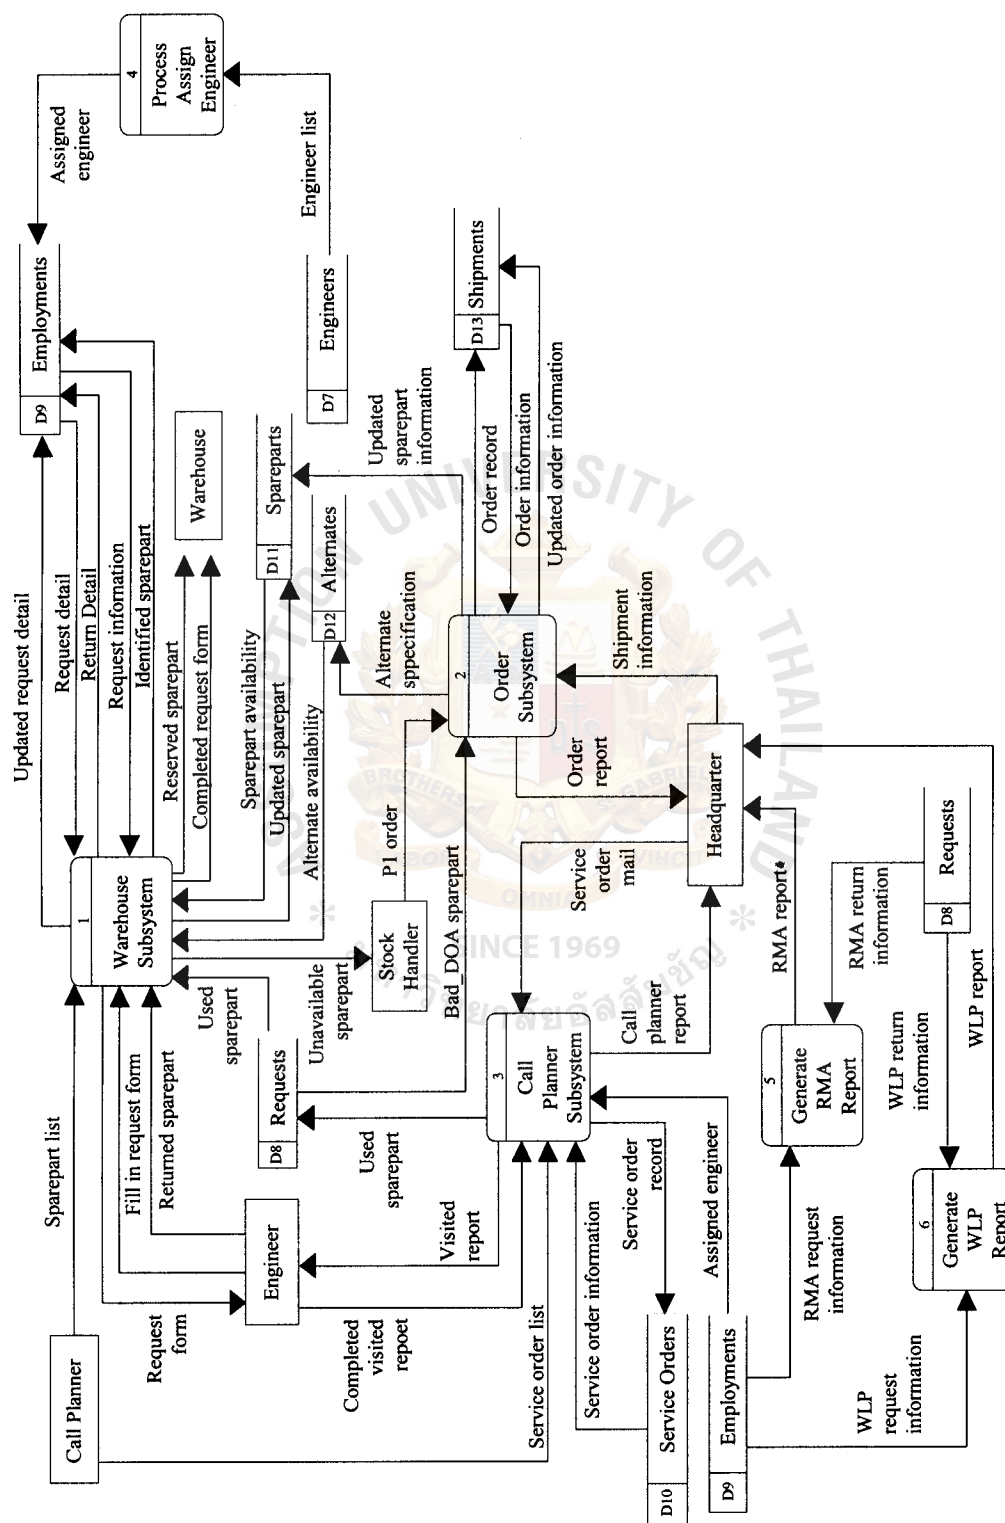 Call Planner
Sparepart list
Updated request detail
D9 Employments
Assigned
engineer
4
Process
Assign
Engineer
Request
form
Fill in request form
Returned sparepart
1
Warehouse
Subsystem
Request detail
Return Detail
Request information
Identified sparepart
Reserved sparepart
Completed request form
Warehouse
Engineer list
D7 Engineers
Used
sparepart
Sparepart availability
Updated sparepart
D11 Spareparts
Alternate availability
D12 Alternates
Updated
sparepart
information
Engineer
D8 Requests
Unavailable
sparepart
Stock
Handler
P1 order
Alternate
sppecification
Completed
visited
repoet
Visited
report
Used
sparepart
Bad_DOA sparepart
2
Order
Subsystem
Order record
Order information
Updated order information
D13 Shipments
Service order list
Service order information
3
Call
Planner
Subsystem
Service
order
mail
Order
report
Shipment
information
D10 Service Orders
Service order
record
Call
planner
report
Headquarter
D9 Employments
Assigned engineer
RMA request
information
5
Generate
RMA
Report
RMA report
RMA return
information
D8 Requests
WLP
request
information
6
Generate
WLP
Report
WLP return
information
WLP report
UNIVERSITY OF THAILAND
BROTHERS
GABRIEL
OMNIA
VINCIT
SINCE 1969